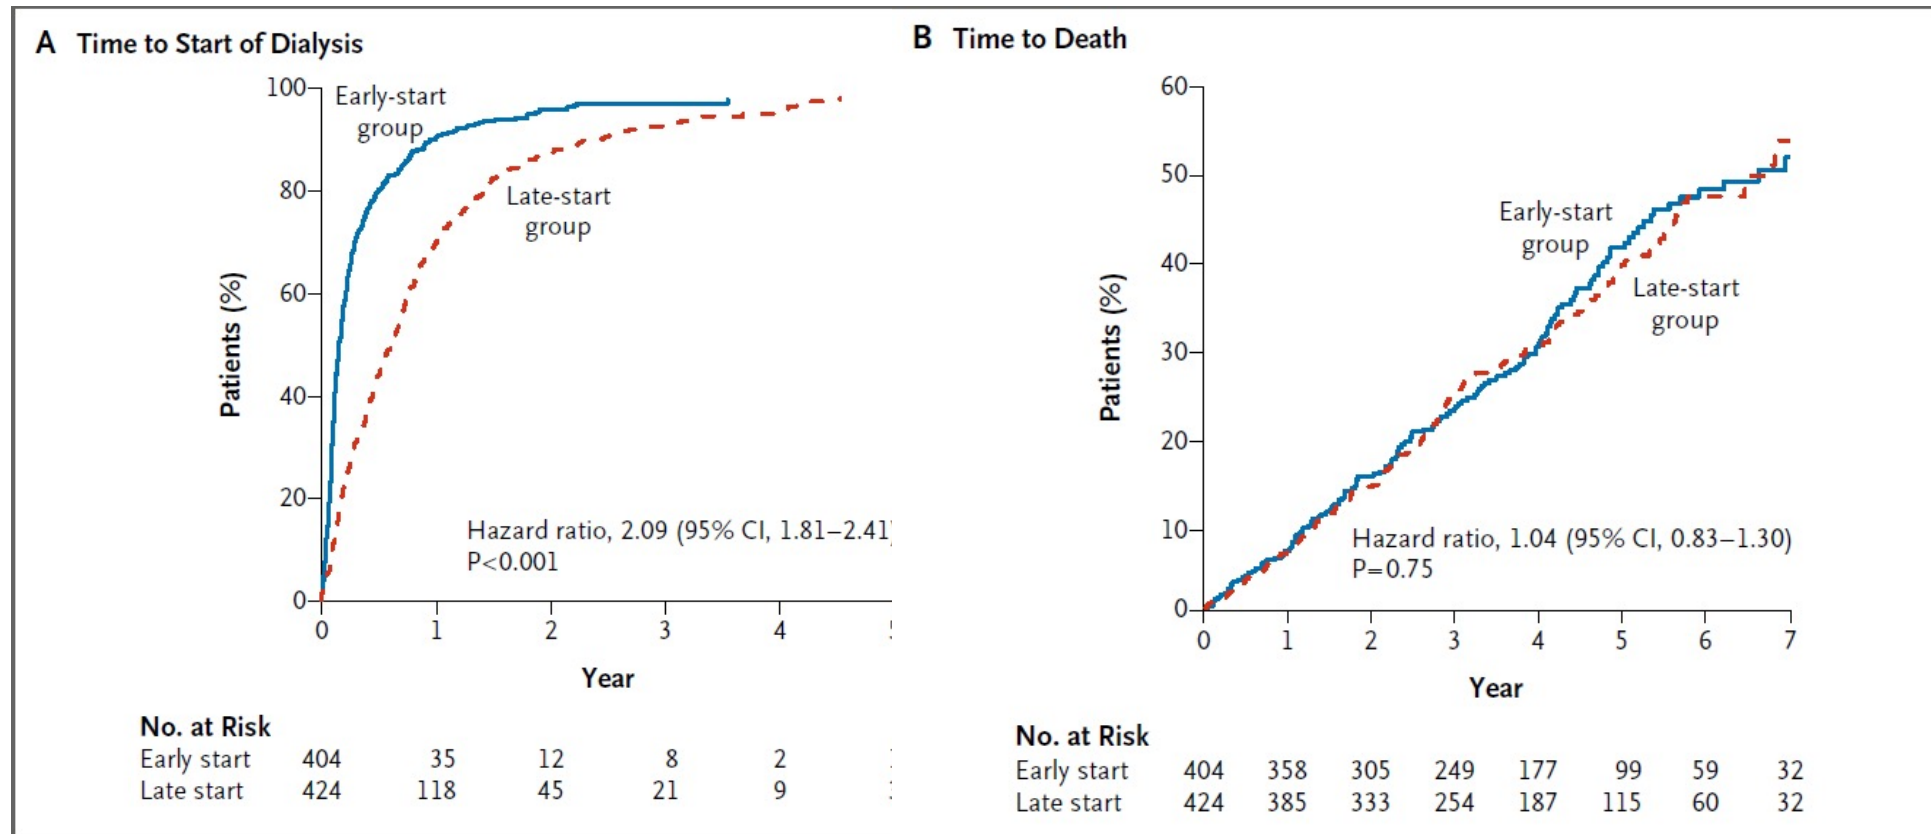 A Time to Start of Dialysis
100
80
60
40
20
0
Patients (%)
Early-start
group
Late-start
group
Hazard ratio, 2.09 (95% CI, 1.81–2.41)
P<0.001
0 1 2 3 4
Year
No. at Risk
Early start 404 35 12 8 2
Late start 424 118 45 21 9
B Time to Death
60
50
40
30
20
10
0
Patients (%)
Early-start
group
Late-start
group
Hazard ratio, 1.04 (95% CI, 0.83–1.30)
P=0.75
0 1 2 3 4 5 6 7
Year
No. at Risk
Early start 404 358 305 249 177 99 59 32
Late start 424 385 333 254 187 115 60 32